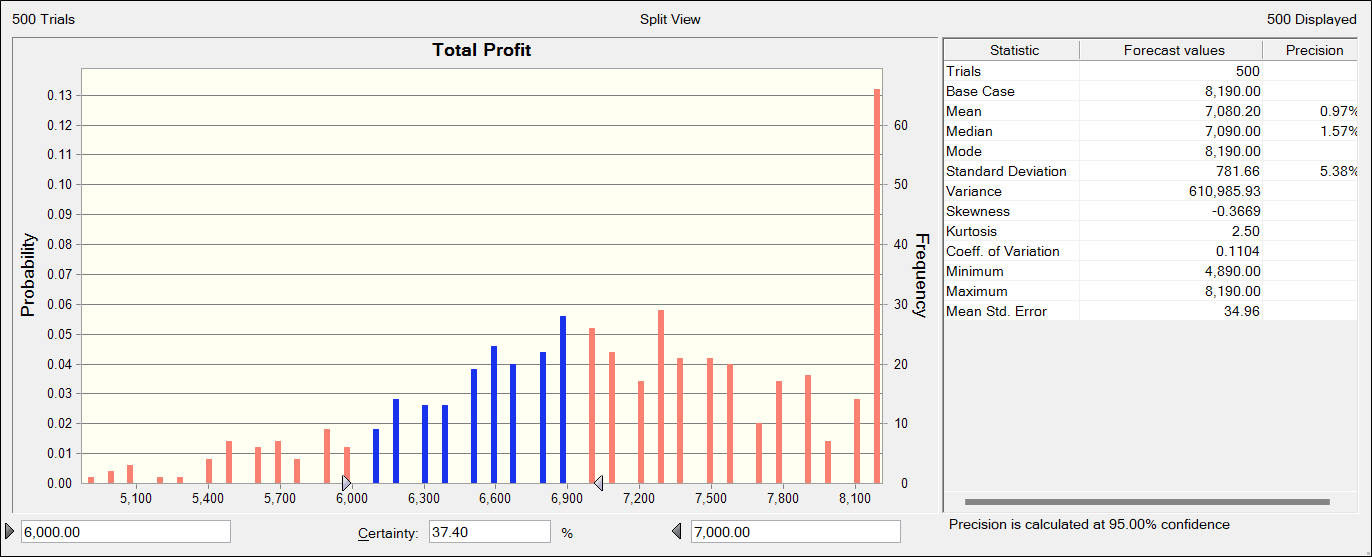 500 Trials Split View 500 Displayed
Total Profit
Probability
0.13
0.12
0.11
0.10
0.09
0.08
0.07
0.06
0.05
0.04
0.03
0.02
0.01
0.00
60
50
40
30
20
10
0
Frequency
5,100 5,400 5,700 6,000 6,300 6,600 6,900 7,200 7,500 7,800 8,100
6,000.00 Certainty: 37.40 % 7,000.00
Statistic Forecast values Precision
Trials 500
Base Case 8,190.00
Mean 7,080.20 0.97%
Median 7,090.00 1.57%
Mode 8,190.00
Standard Deviation 781.66 5.38%
Variance 610,985.93
Skewness -0.3669
Kurtosis 2.50
Coeff. of Variation 0.1104
Minimum 4,890.00
Maximum 8,190.00
Mean Std. Error 34.96
Precision is calculated at 95.00% confidence